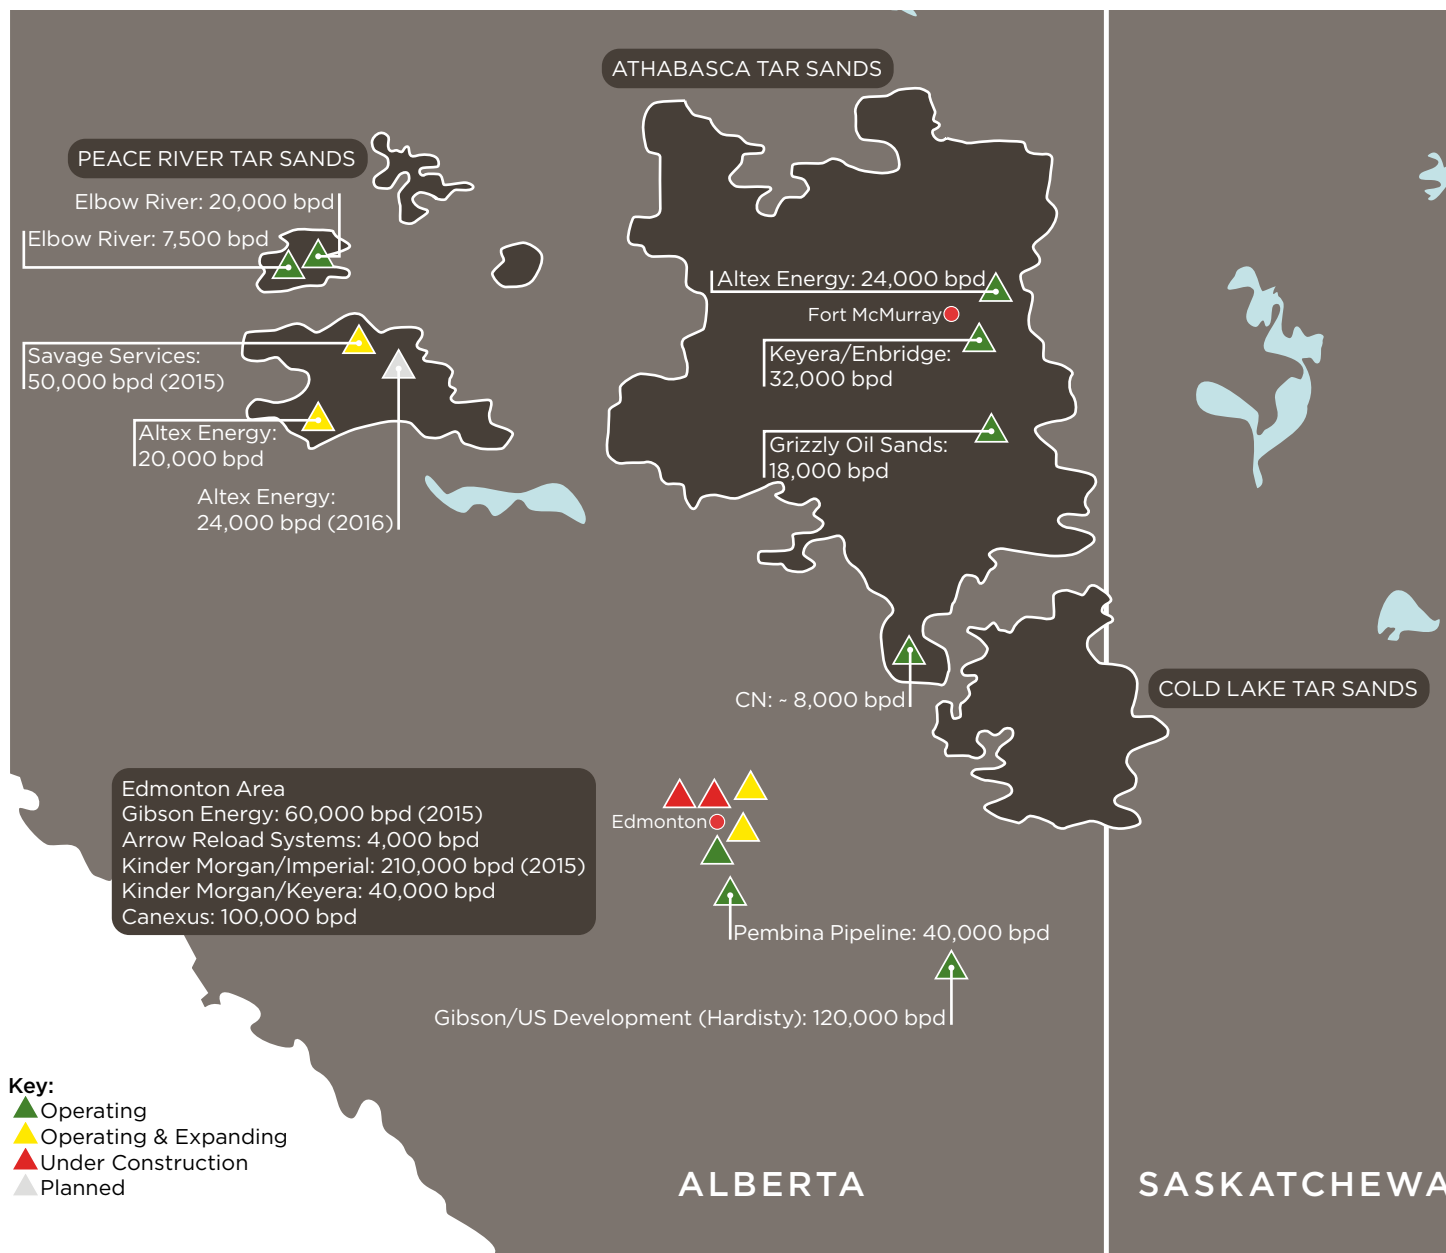 ATHABASCA TAR SANDS
PEACE RIVER TAR SANDS
Elbow River: 20,000 bpd
Elbow River: 7,500 bpd
Altex Energy: 24,000 bpd
Fort McMurray
Savage Services:
50,000 bpd (2015)
Keyera/Enbridge:
32,000 bpd
Altex Energy:
20,000 bpd
Grizzly Oil Sands:
18,000 bpd
Altex Energy:
24,000 bpd (2016)
COLD LAKE TAR SANDS
CN: ~ 8,000 bpd
Edmonton Area
Gibson Energy: 60,000 bpd (2015)
Arrow Reload Systems: 4,000 bpd
Kinder Morgan/Imperial: 210,000 bpd (2015)
Kinder Morgan/Keyera: 40,000 bpd
Canexus: 100,000 bpd
Edmonton
Pembina Pipeline: 40,000 bpd
Gibson/US Development (Hardisty): 120,000 bpd
Key:
Operating
Operating & Expanding
Under Construction
Planned
ALBERTA
SASKATCHEWA